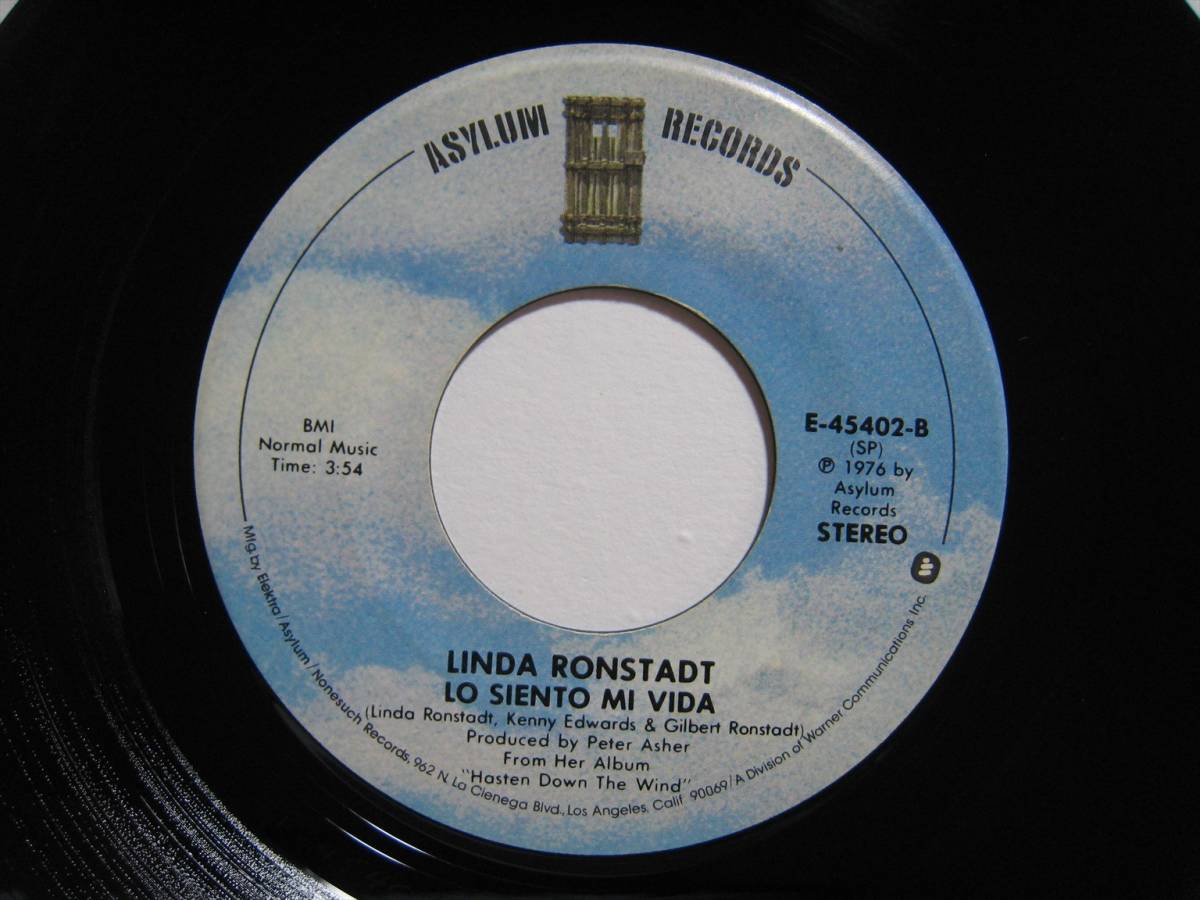 ASYLUM RECORDS
BMI
Normal Music
Time: 3:54
E-45402-B
(SP)
℗ 1976 by
Asylum
Records
STEREO
LINDA RONSTADT
LO SIENTO MI VIDA
(Linda Ronstadt, Kenny Edwards & Gilbert Ronstadt)
Produced by Peter Asher
From Her Album
"Hasten Down The Wind"
Mfg. by Elektra/Asylum/Nonesuch Records, 962 N. La Cienega Blvd., Los Angeles, Calif. 90069/A Division of Warner Communications Inc.